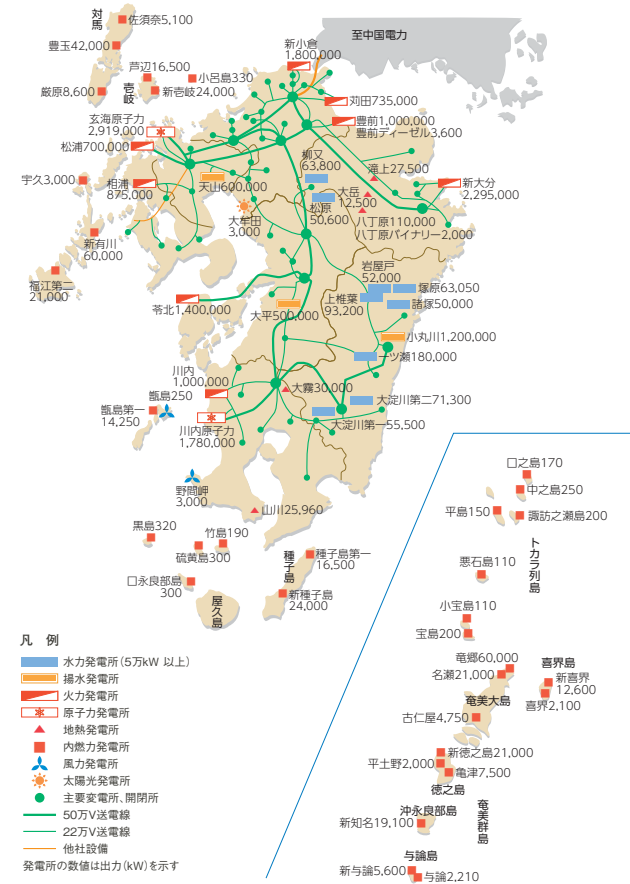 対馬
佐須奈5,100
豊玉42,000
厳原8,600
芦辺16,500
小呂島330
壱岐
新壱岐24,000
至中国電力
新小倉
1,800,000
苅田735,000
豊前1,000,000
豊前ディーゼル3,600
玄海原子力
2,919,000
松浦700,000
宇久3,000
相浦
875,000
天山600,000
柳又
63,800
滝上27,500
大岳
12,500
新大分
2,295,000
松原
50,600
大牟田
3,000
八丁原110,000
八丁原バイナリー2,000
新有川
60,000
福江第二
21,000
岩屋戸
52,000
塚原63,050
上椎葉
93,200
諸塚50,000
苓北1,400,000
大平500,000
小丸川1,200,000
一ツ瀬180,000
川内
1,000,000
大霧30,000
甑島250
甑島第一
14,250
大淀川第二71,300
川内原子力
1,780,000
大淀川第一55,500
野間岬
3,000
山川25,960
黒島320
竹島190
硫黄島300
種子島
種子島第一
16,500
口永良部島
300
新種子島
24,000
屋久島
口之島170
中之島250
平島150
諏訪之瀬島200
トカラ列島
悪石島110
小宝島110
宝島200
竜郷60,000
喜界島
名瀬21,000
新喜界
12,600
奄美大島
喜界2,100
古仁屋4,750
新徳之島21,000
平土野2,000
亀津7,500
徳之島
沖永良部島
奄美群島
新知名19,100
与論島
新与論5,600
与論2,210
凡 例
水力発電所(5万kW 以上)
揚水発電所
火力発電所
原子力発電所
地熱発電所
内燃力発電所
風力発電所
太陽光発電所
主要変電所、開閉所
50万V送電線
22万V送電線
他社設備
発電所の数値は出力(kW)を示す